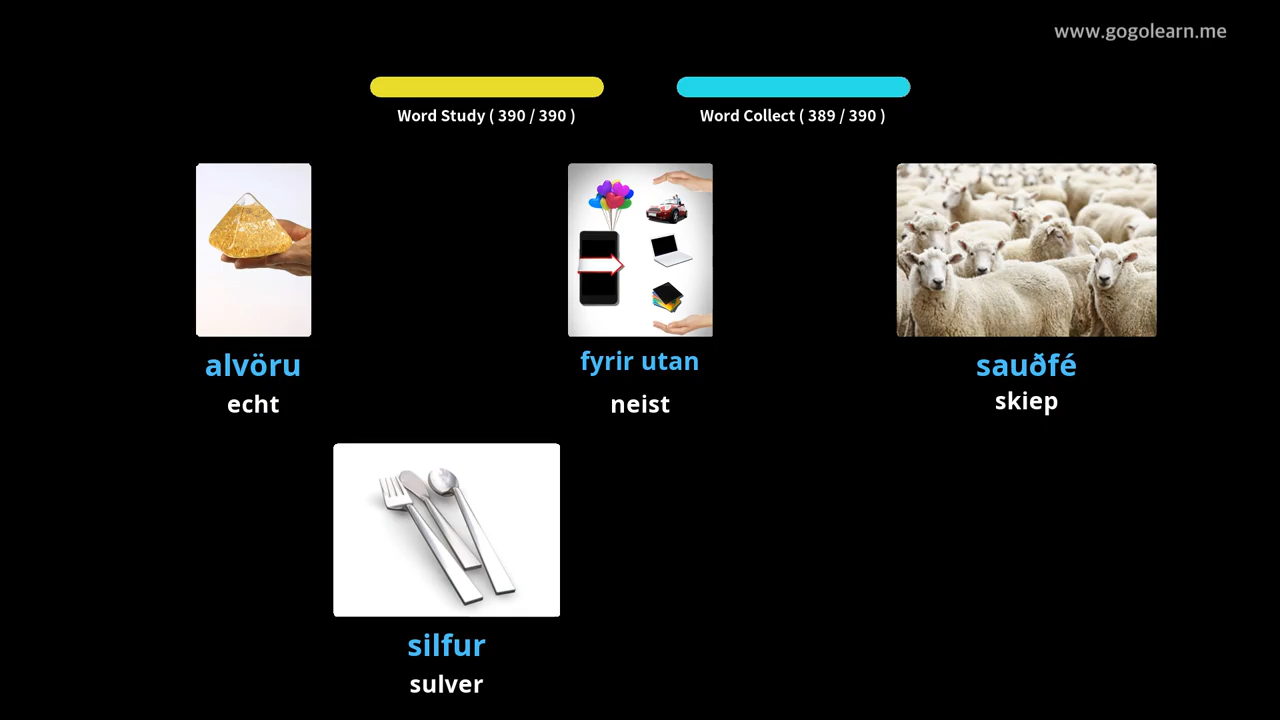 www.gogolearn.me
Word Study ( 390 / 390 )
Word Collect ( 389 / 390 )
alvöru
echt
fyrir utan
neist
sauðfé
skiep
silfur
sulver